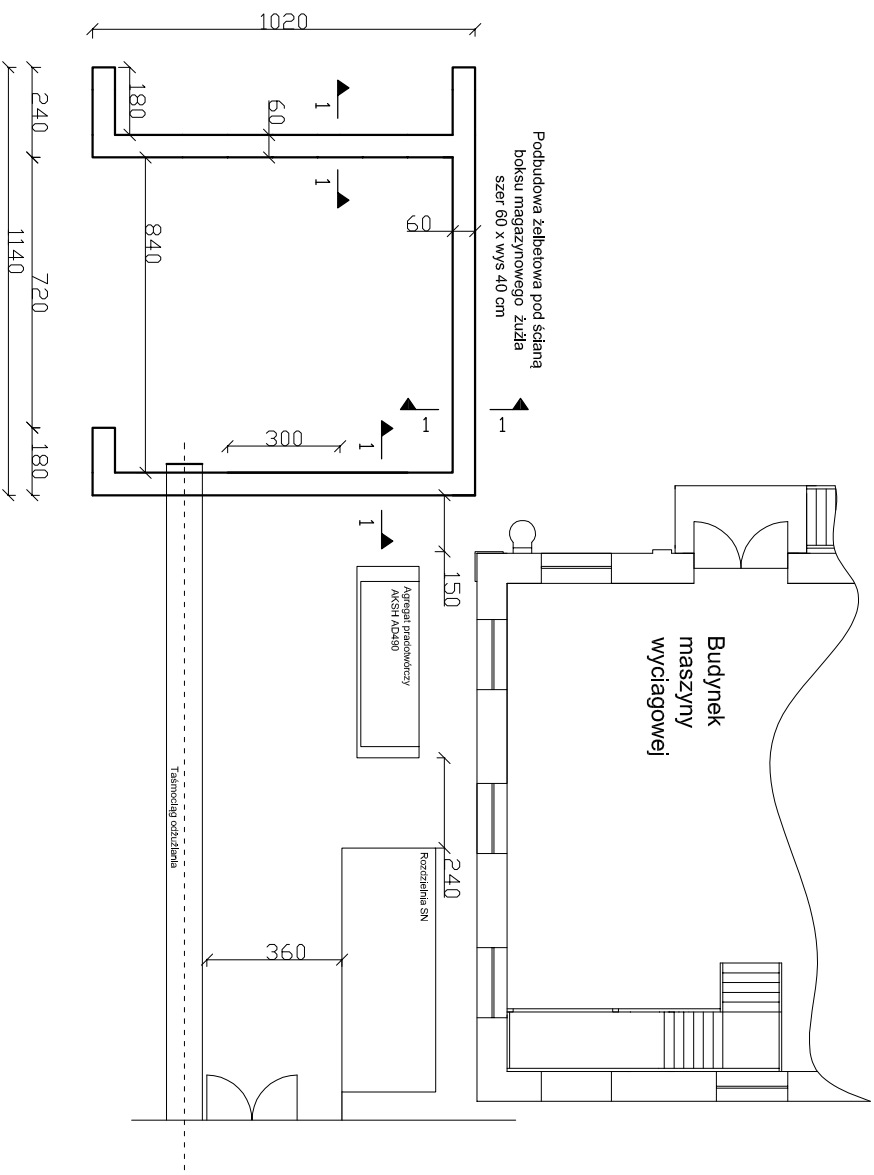 1020
240
720
180
1140
180
60
840
60
300
150
240
360
1
1
1
1
1
1
Podbudowa żelbetowa pod ścianą
boksu magazynowego żużla
szer 60 x wys 40 cm
Budynek
maszyny
wyciagowej
Agregat pradotwórczy
AKSH AD490
Rozdzielnia SN
Taśmociąg odżużlania